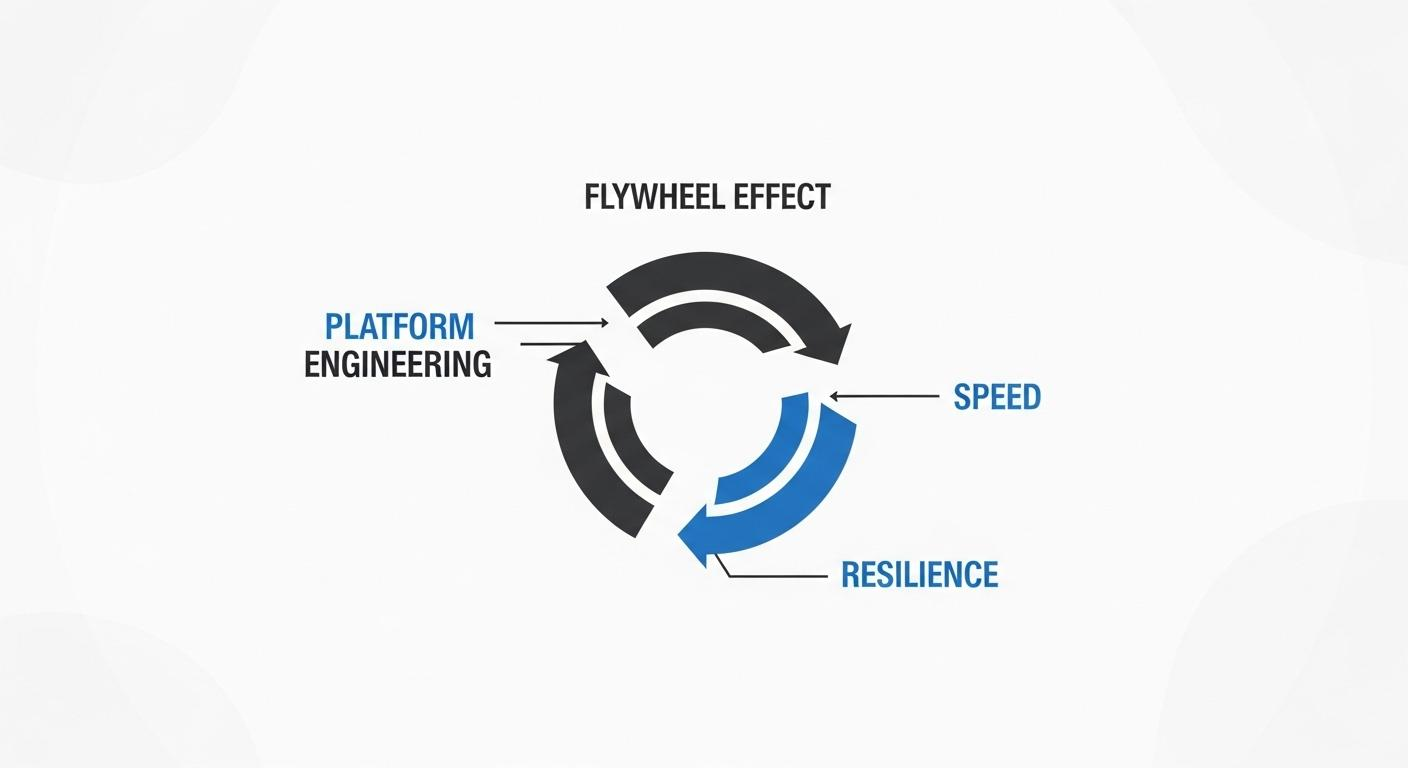 FLYWHEEL EFFECT
PLATFORM
ENGINEERING
SPEED
RESILIENCE